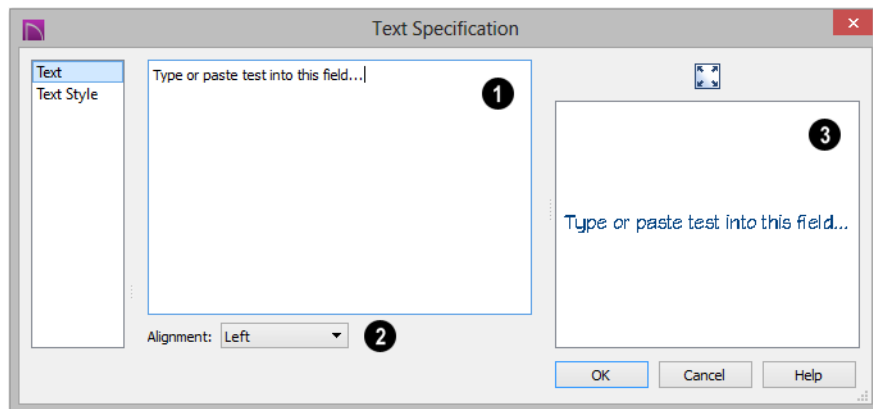 Text Specification
Text
Text Style
Type or paste test into this field...
1
3
Type or paste test into this field...
Alignment: Left
2
OK Cancel Help